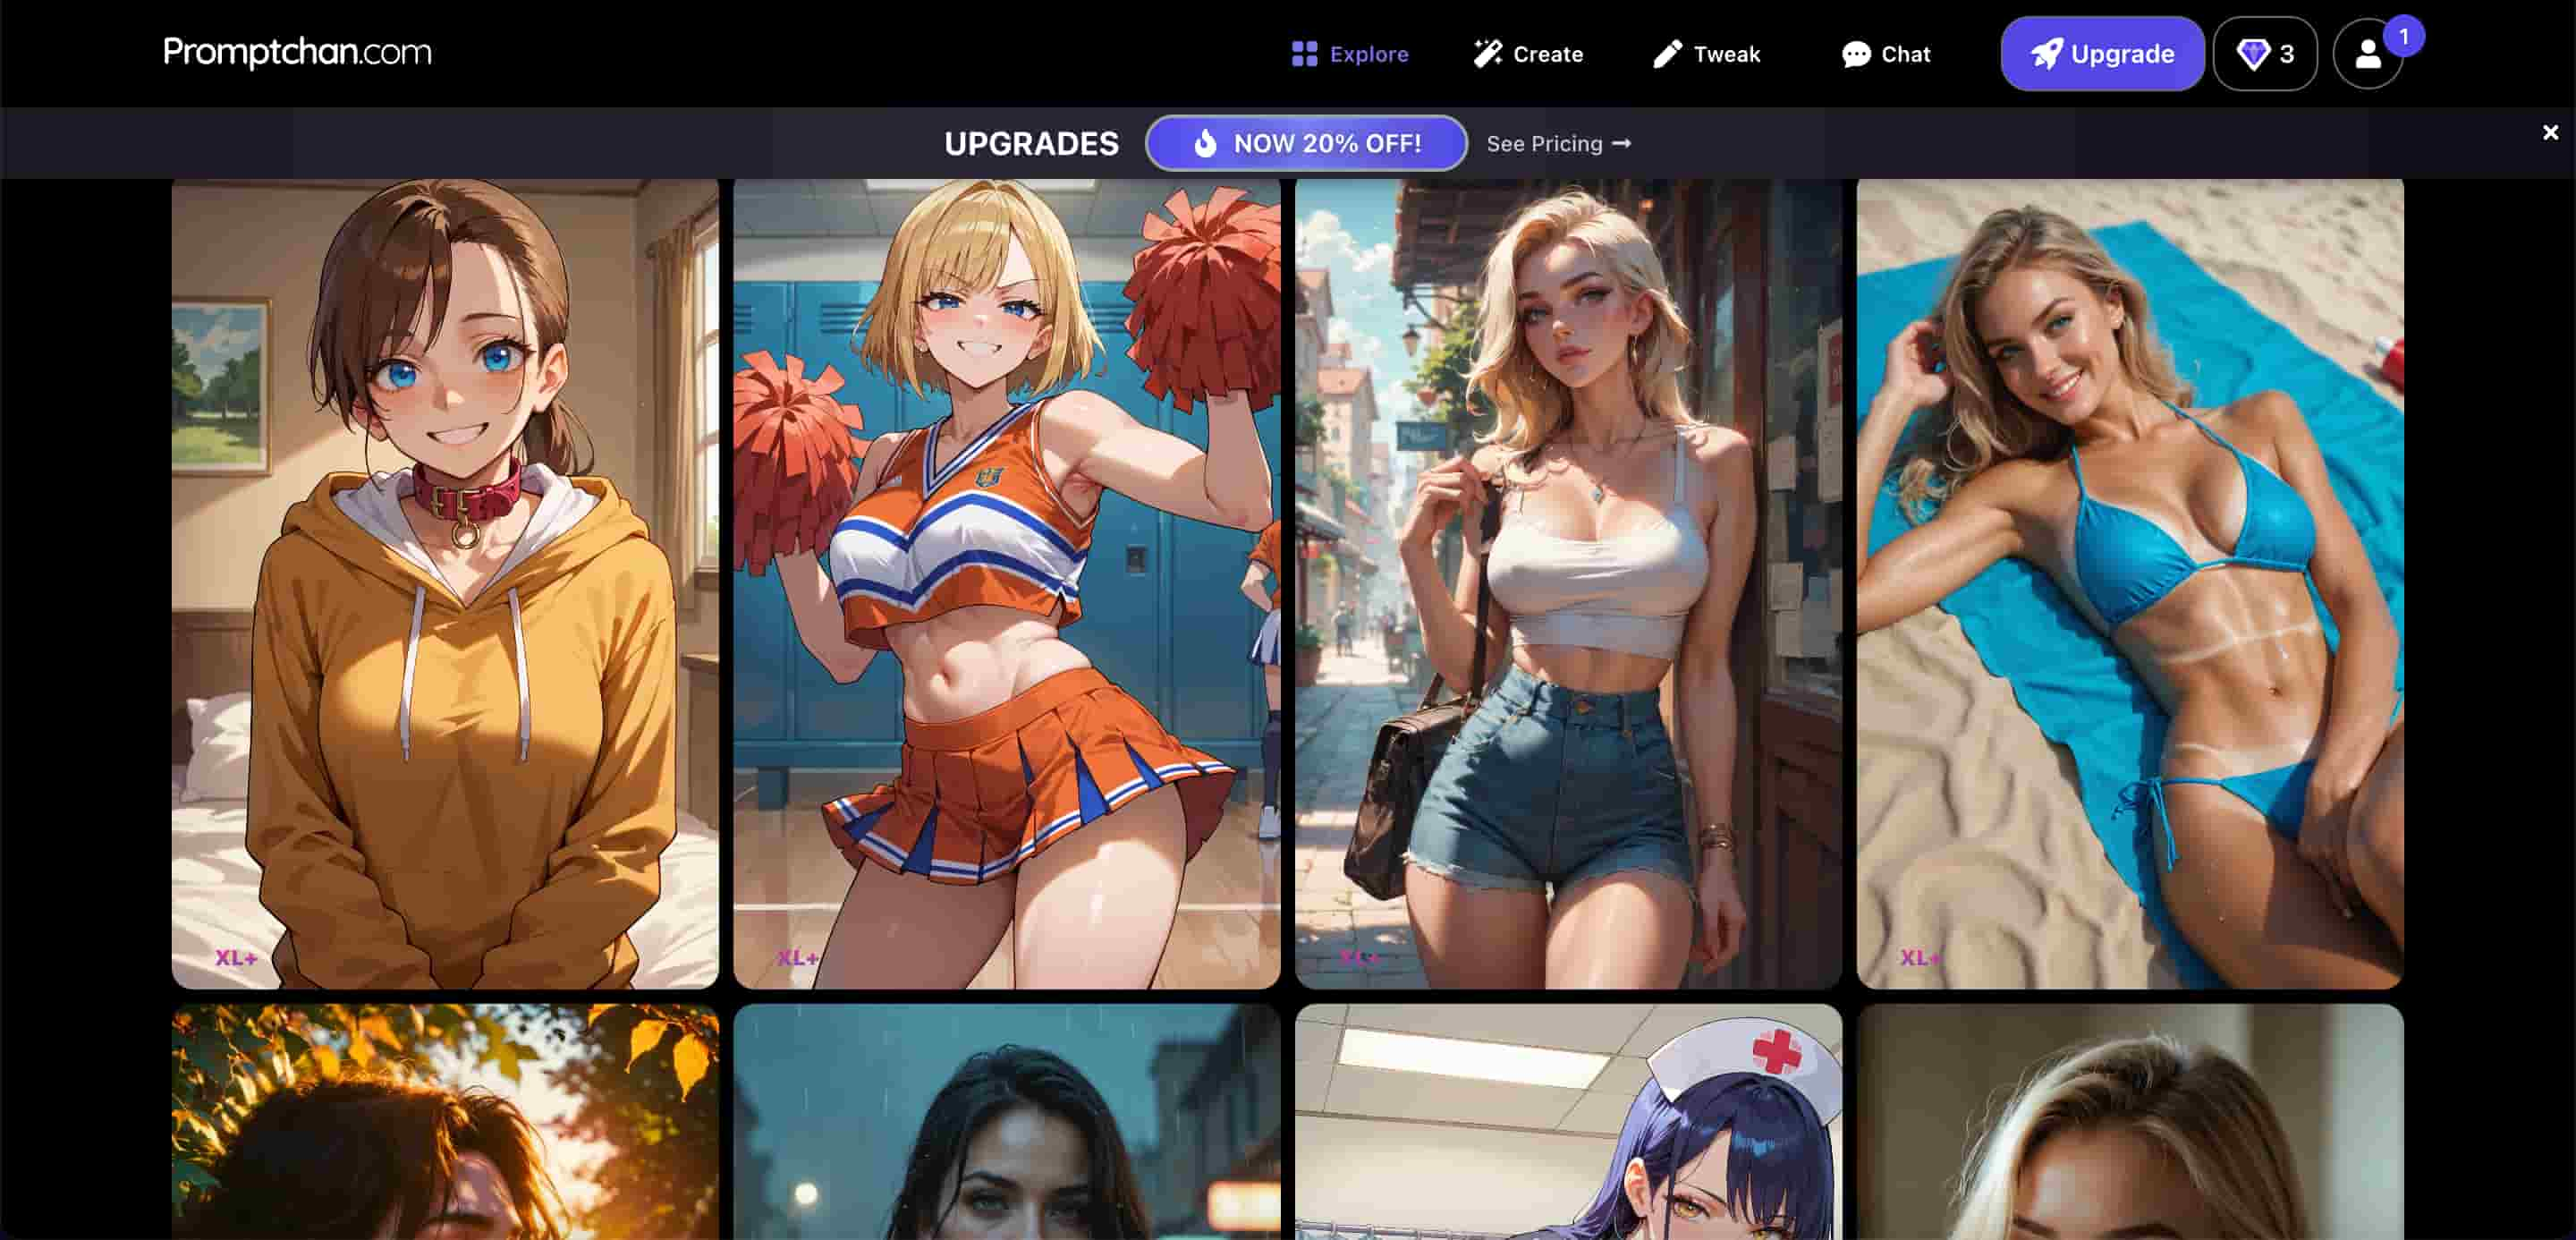 Promptchan.com
Explore
Create
Tweak
Chat
Upgrade
3
1
UPGRADES
NOW 20% OFF!
See Pricing →
XL+
XL+
XL+
XL+